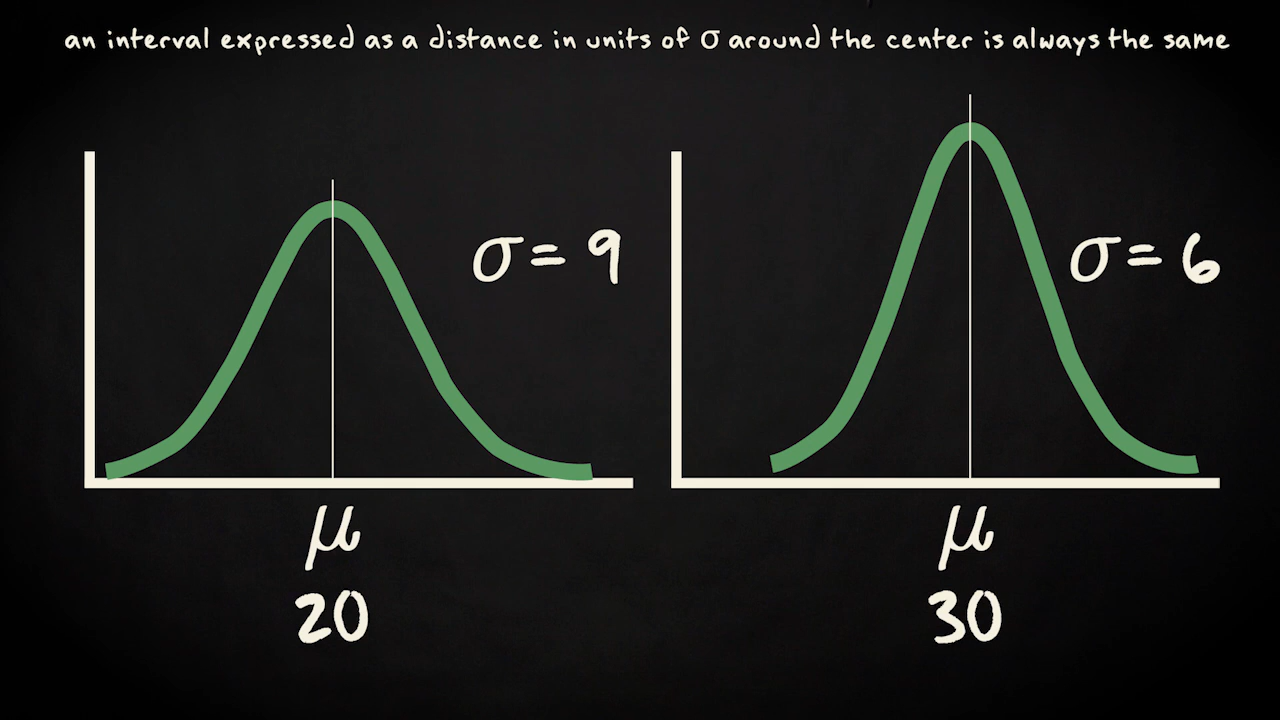 an interval expressed as a distance in units of σ around the center is always the same
σ = 9
σ = 6
μ
μ
20
30